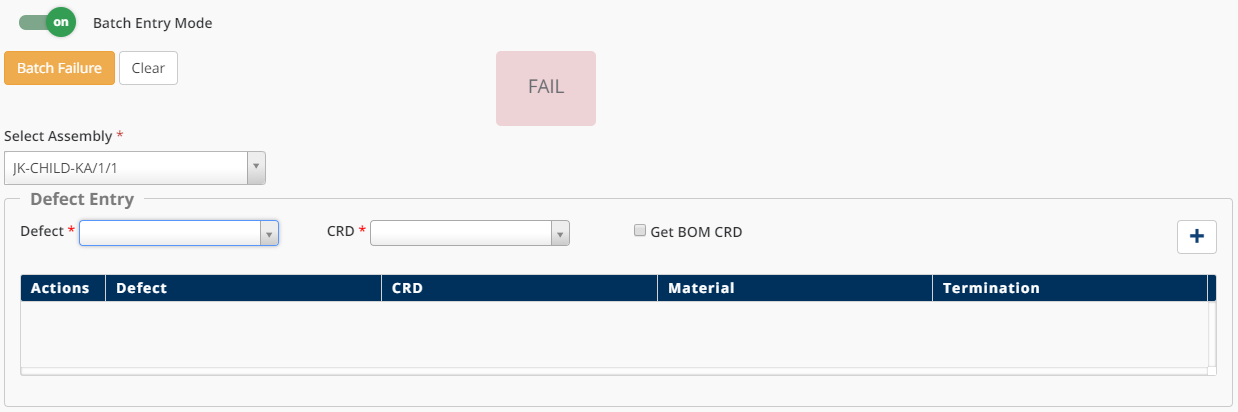 on Batch Entry Mode
Batch Failure Clear
FAIL
Select Assembly *
JK-CHILD-KA/1/1
Defect Entry
Defect * CRD * Get BOM CRD +
Actions Defect CRD Material Termination